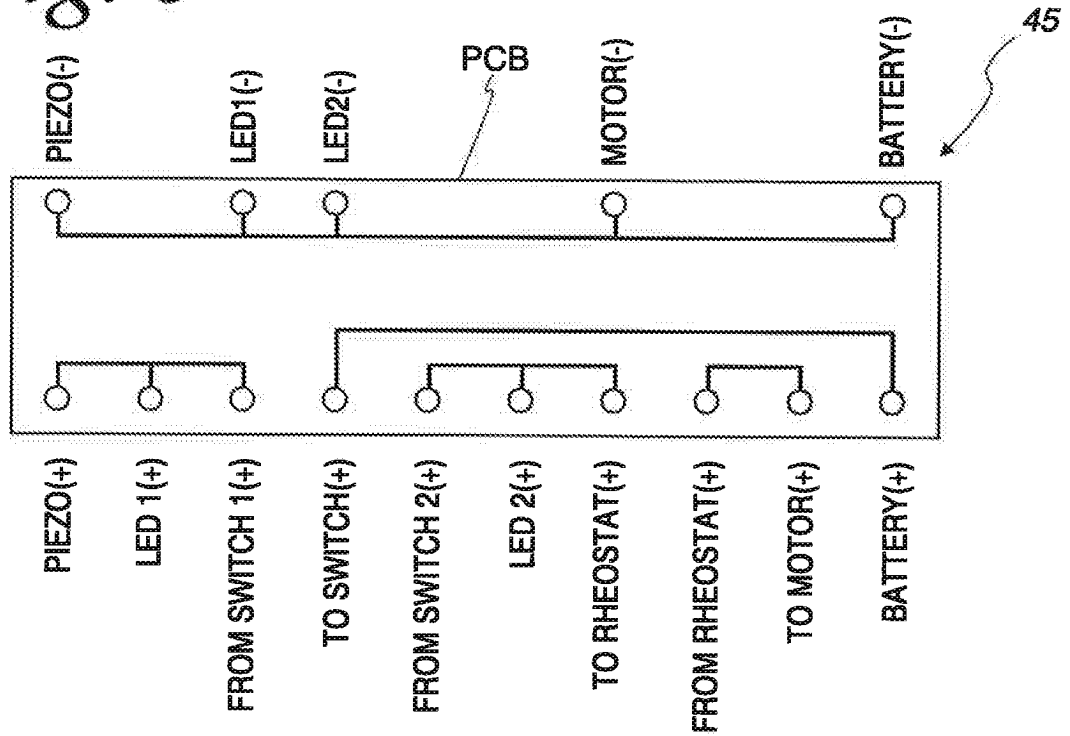 45
PCB
PIEZO(-)
LED1(-)
LED2(-)
MOTOR(-)
BATTERY(-)
PIEZO(+)
LED 1(+)
FROM SWITCH 1(+)
TO SWITCH(+)
FROM SWITCH 2(+)
LED 2(+)
TO RHEOSTAT(+)
FROM RHEOSTAT(+)
TO MOTOR(+)
BATTERY(+)